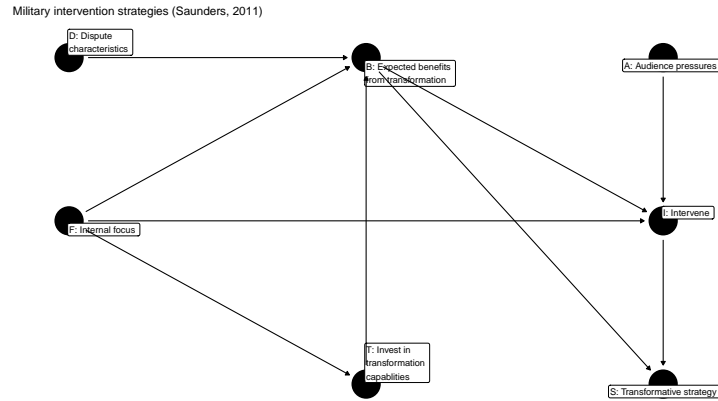 Military intervention strategies (Saunders, 2011)
D: Dispute
characteristics
B: Expected benefits
from transformation
A: Audience pressures
F: Internal focus
I: Intervene
T: Invest in
transformation
capablities
S: Transformative strategy